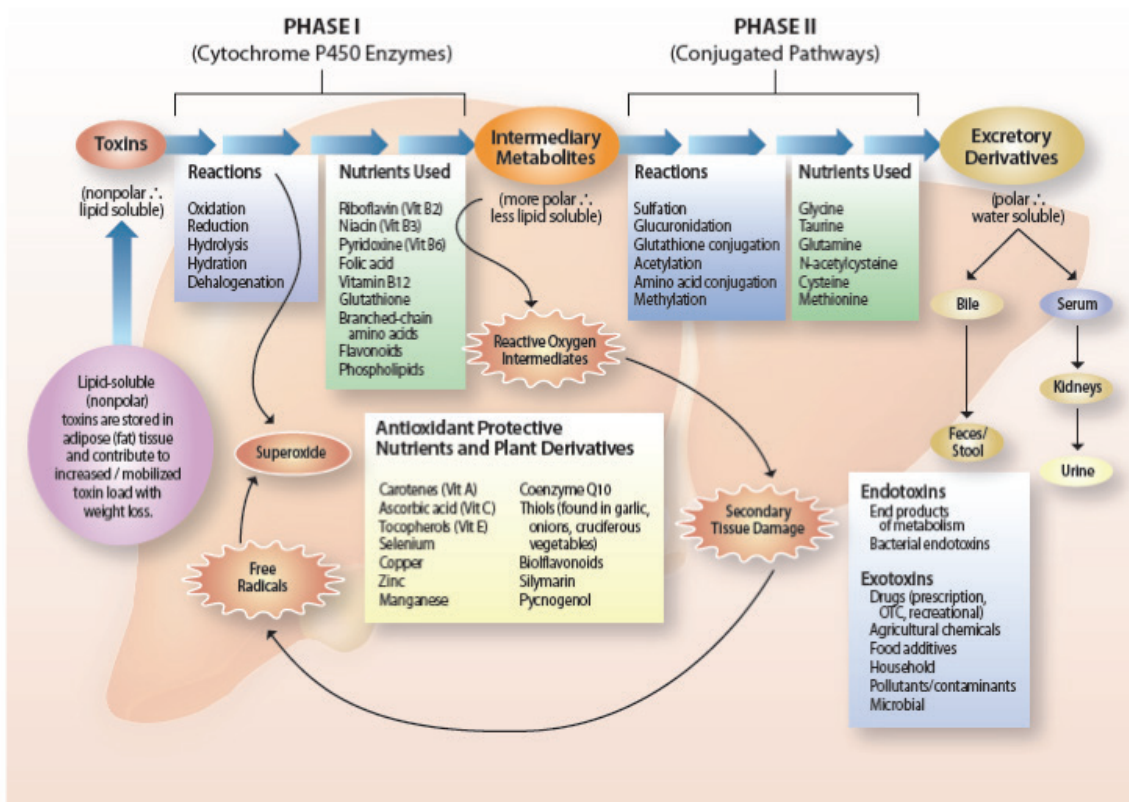 PHASE I
(Cytochrome P450 Enzymes)
PHASE II
(Conjugated Pathways)
Toxins
(nonpolar ∴
lipid soluble)
Reactions
Oxidation
Reduction
Hydrolysis
Hydration
Dehalogenation
Nutrients Used
Riboflavin (Vit B2)
Niacin (Vit B3)
Pyridoxine (Vit B6)
Folic acid
Vitamin B12
Glutathione
Branched-chain
amino acids
Flavonoids
Phospholipids
Intermediary
Metabolites
(more polar ∴
less lipid soluble)
Reactions
Sulfation
Glucuronidation
Glutathione conjugation
Acetylation
Amino acid conjugation
Methylation
Nutrients Used
Glycine
Taurine
Glutamine
N-acetylcysteine
Cysteine
Methionine
Excretory
Derivatives
(polar ∴
water soluble)
Bile
Serum
Kidneys
Feces/
Stool
Urine
Reactive Oxygen
Intermediates
Lipid-soluble
(nonpolar)
toxins are stored in
adipose (fat) tissue
and contribute to
increased / mobilized
toxin load with
weight loss.
Superoxide
Free
Radicals
Antioxidant Protective
Nutrients and Plant Derivatives
Carotenes (Vit A)
Ascorbic acid (Vit C)
Tocopherols (Vit E)
Selenium
Copper
Zinc
Manganese
Coenzyme Q10
Thiols (found in garlic,
onions, cruciferous
vegetables)
Biolflavonoids
Silymarin
Pycnogenol
Secondary
Tissue Damage
Endotoxins
End products
of metabolism
Bacterial endotoxins
Exotoxins
Drugs (prescription,
OTC, recreational)
Agricultural chemicals
Food additives
Household
Pollutants/contaminants
Microbial